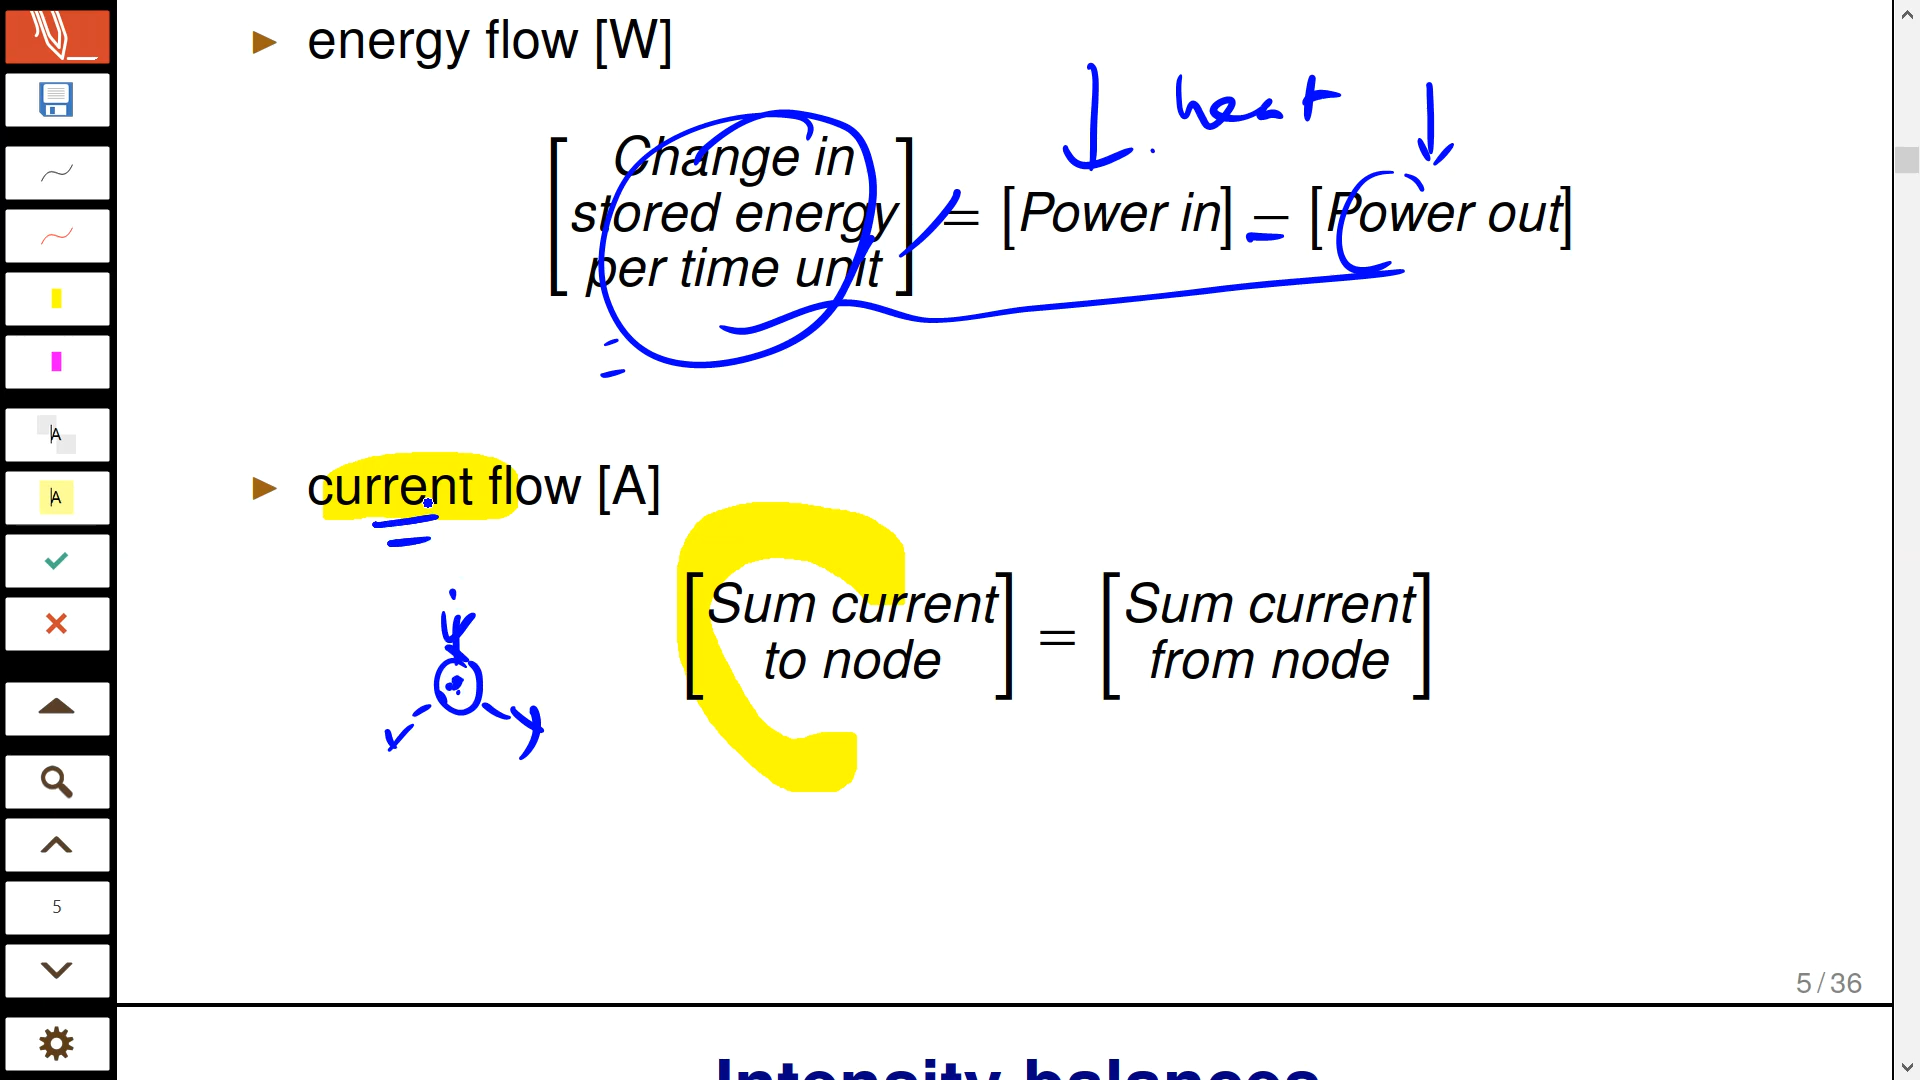 energy flow [W]
heat
Change in
stored energy
per time unit
= [Power in] = [Power out]
current flow [A]
Sum current
to node
=
Sum current
from node
A
A
5
5 / 36
Intensity balances